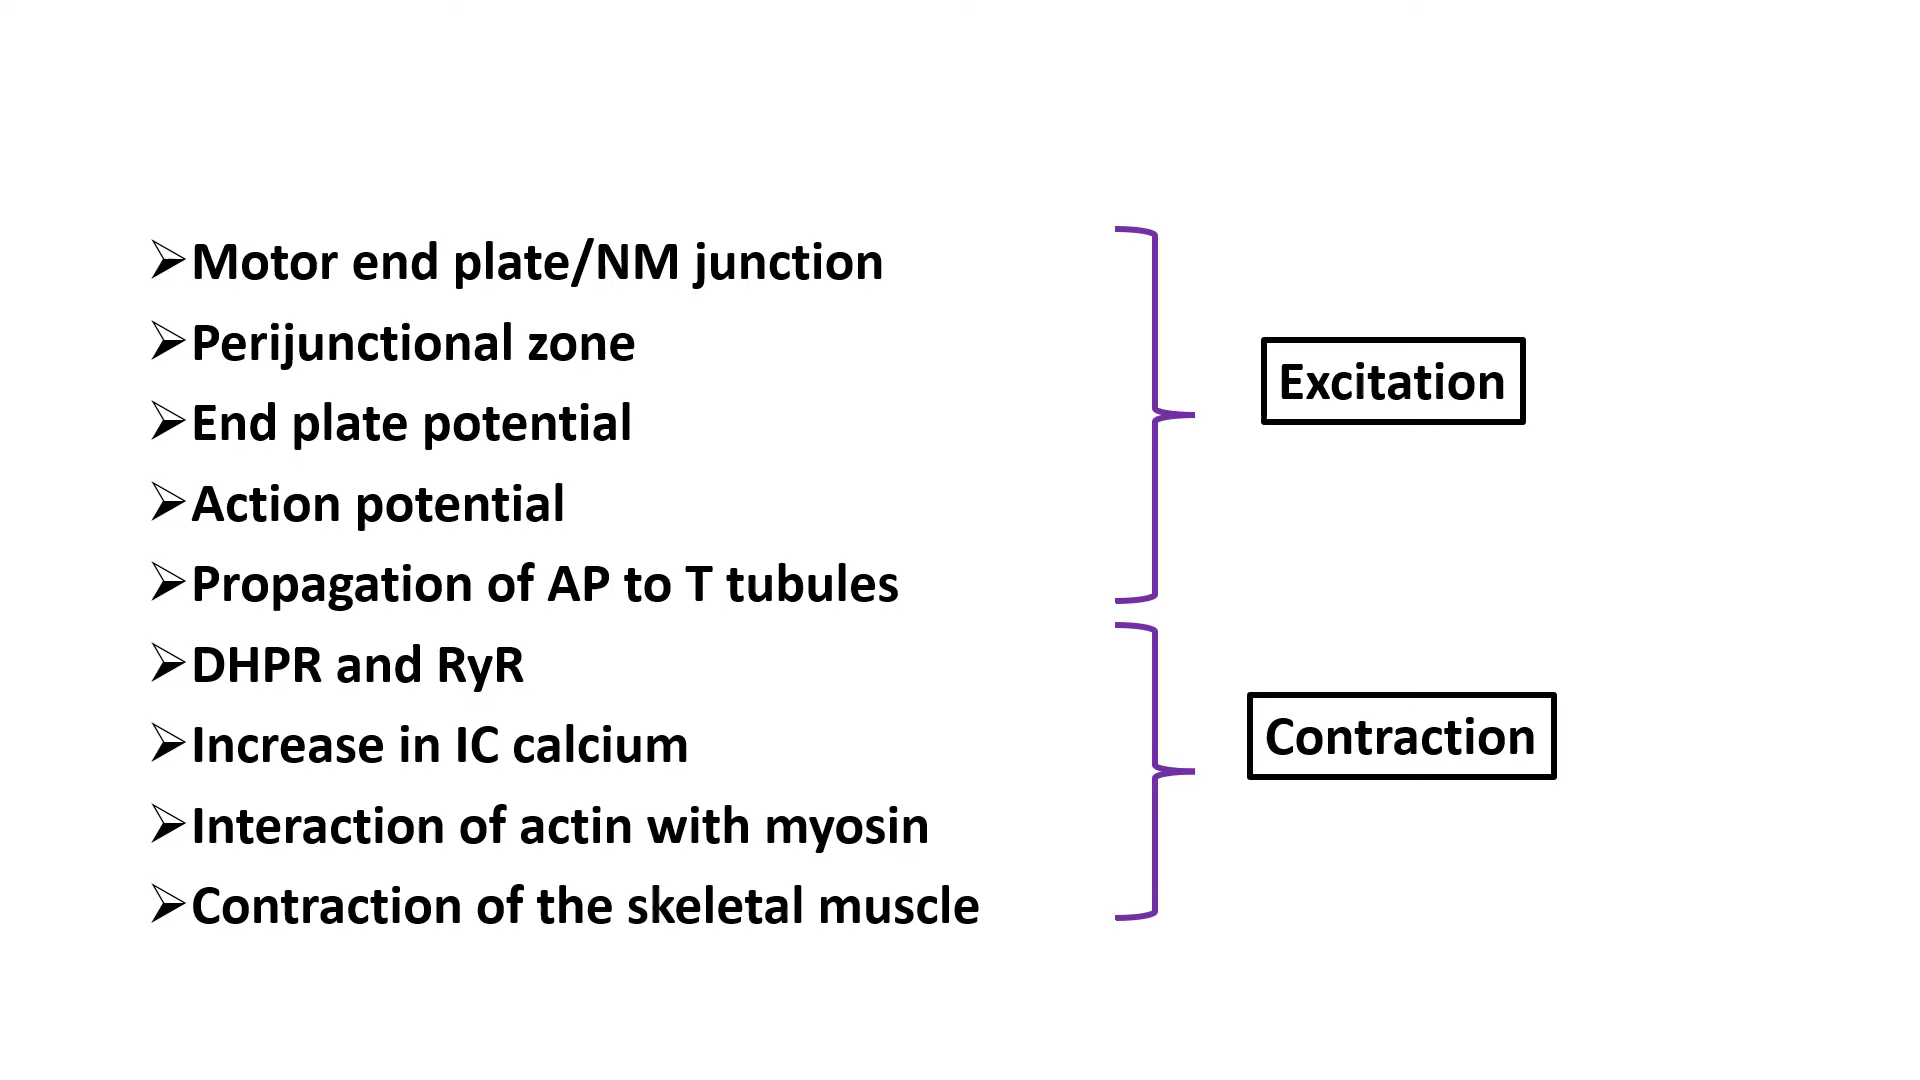 ➢Motor end plate/NM junction
➢Perijunctional zone
➢End plate potential
➢Action potential
➢Propagation of AP to T tubules
➢DHPR and RyR
➢Increase in IC calcium
➢Interaction of actin with myosin
➢Contraction of the skeletal muscle
Excitation
Contraction